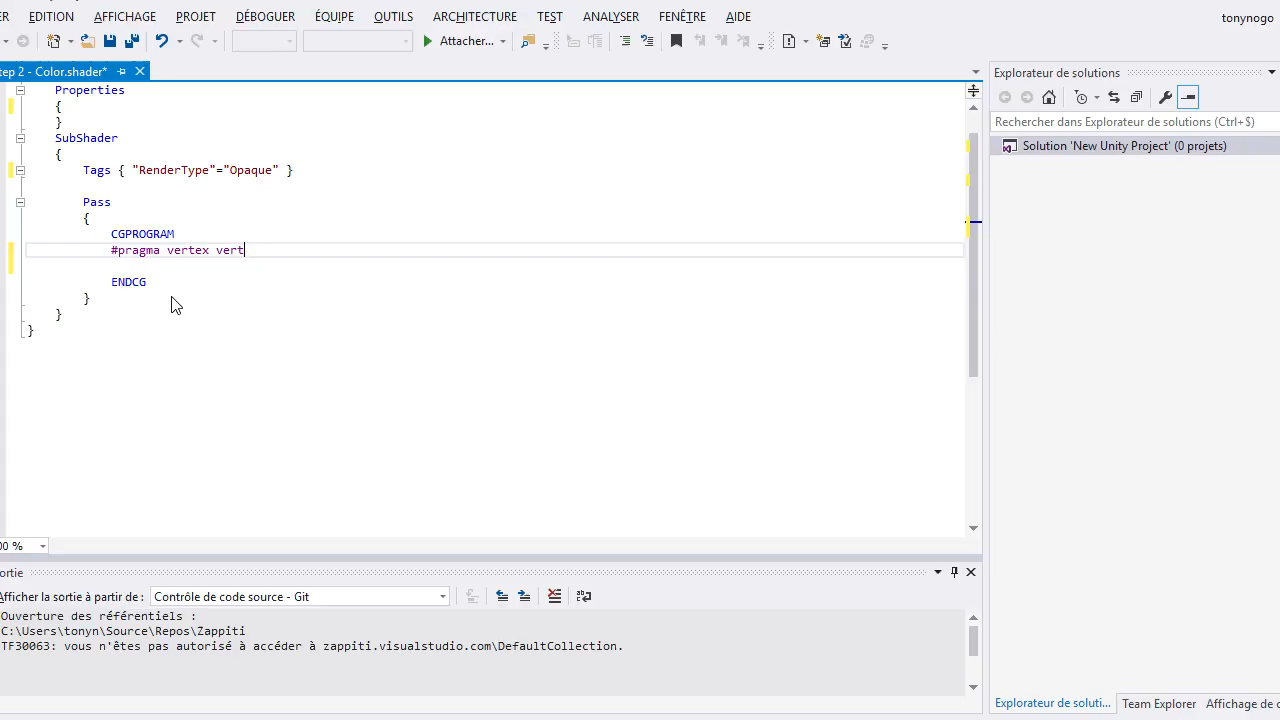 ER EDITION AFFICHAGE PROJET DÉBOGUER ÉQUIPE OUTILS ARCHITECTURE TEST ANALYSER FENÊTRE AIDE tonynogo
Attacher...
tep 2 - Color.shader*
Properties
{
}
SubShader
{
Tags { "RenderType"="Opaque" }
Pass
{
CGPROGRAM
#pragma vertex vert
ENDCG
}
}
}
00 %
ortie
Afficher la sortie à partir de : Contrôle de code source - Git
Ouverture des référentiels :
C:\Users\tonyn\Source\Repos\Zappiti
TF30063: vous n'êtes pas autorisé à accéder à zappiti.visualstudio.com\DefaultCollection.
Explorateur de solutions
Rechercher dans Explorateur de solutions (Ctrl+$)
Solution 'New Unity Project' (0 projets)
Explorateur de soluti... Team Explorer Affichage de c